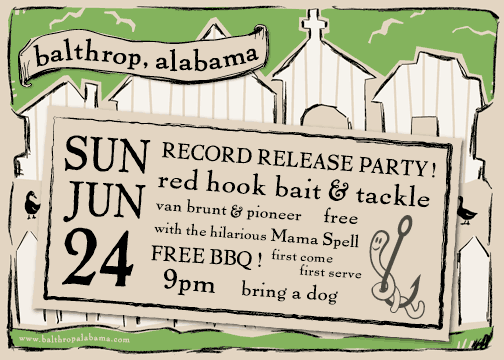 balthrop, alabama
SUN
JUN
24
RECORD RELEASE PARTY!
red hook bait & tackle
van brunt & pioneer free
with the hilarious Mama Spell
FREE BBQ! first come
first serve
9pm bring a dog
www.balthropalabama.com